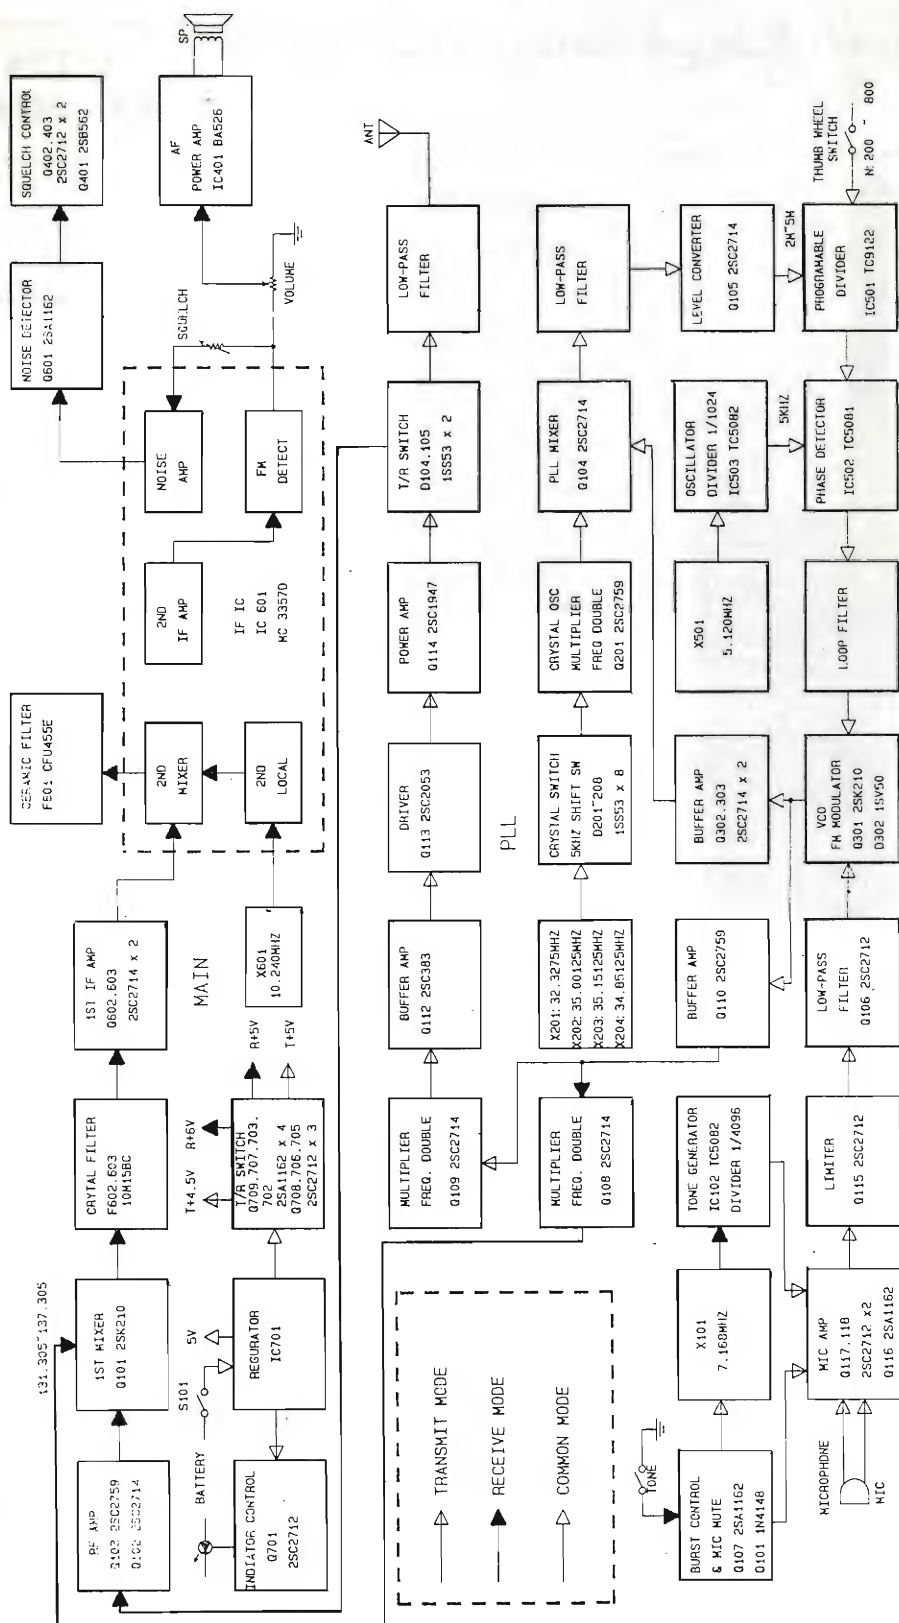 SP
SQUELCH CONTROL
Q402.403
2SC2712 x 2
Q401 2SB562
AF
POWER AMP
IC401 BA526
NOISE DETECTOR
Q601 2SA1162
SQUELCH
VOLUME
NOISE
AMP
FM
DETECT
2ND
IF AMP
IF IC
IC 601
MC 3357D
CERAMIC FILTER
F601 CFU455E
2ND
MIXER
2ND
LOCAL
1ST IF AMP
Q602.603
2SC2714 x 2
MAIN
X601
10.240MHZ
CRYTAL FILTER
F602.603
10M15BC
R+5V
T+5V
R+6V
T+4.5V
T/R SWITCH
Q709.707.703.
702
2SA1162 x 4
Q708.706.705
2SC2712 x 3
131.305~137.305
1ST MIXER
Q101 2SK210
5V
REGURATOR
IC701
S101
BATTERY
RF AMP
Q103 2SC2759
Q102 2SC2714
INDIATOR CONTROL
Q701
2SC2712
ANT
LOW-PASS
FILTER
T/R SWITCH
D104.105
1SS53 x 2
POWER AMP
Q114 2SC1947
DRIVER
Q113 2SC2053
BUFFER AMP
Q112 2SC383
MULTIPLIER
FREQ. DOUBLE
Q109 2SC2714
PLL
LOW-PASS
FILTER
PLL MIXER
Q104 2SC2714
CRYSTAL OSC
MULTIPLIER
FREQ DOUBLE
Q201 2SC2759
CRYSTAL SWITCH
5KHZ SHIFT SW
D201~208
1SS53 x 8
X201: 32.3275MHZ
X202: 35.00125MHZ
X203: 35.15125MHZ
X204: 34.85125MHZ
MULTIPLIER
FREQ. DOUBLE
Q108 2SC2714
LEVEL CONVERTER
Q105 2SC2714
OSCILLATOR
DIVIDER 1/1024
IC503 TC5082
X501
5.120MHZ
BUFFER AMP
Q302.303
2SC2714 x 2
BUFFER AMP
Q110 2SC2759
TONE GENERATOR
IC102 TC5082
DIVIDER 1/4096
X101
7.168MHZ
TONE
BURST CONTROL
& MIC MUTE
Q107 2SA1162
Q101 1N4148
THUMB WHEEL
SWITCH
N: 200 ~ 800
2M~5M
PROGRAMABLE
DIVIDER
IC501 TC9122
5KHZ
PHASE DETECTOR
IC502 TC5081
LOOP FILTER
VCO
FM MODULATOR
Q301 2SK210
D302 1SV50
LOW-PASS
FILTER
Q106 2SC2712
LIMITER
Q115 2SC2712
MIC AMP
Q117.118
2SC2712 x2
Q116 2SA1162
MICROPHONE
MIC
TRANSMIT MODE
RECEIVE MODE
COMMON MODE